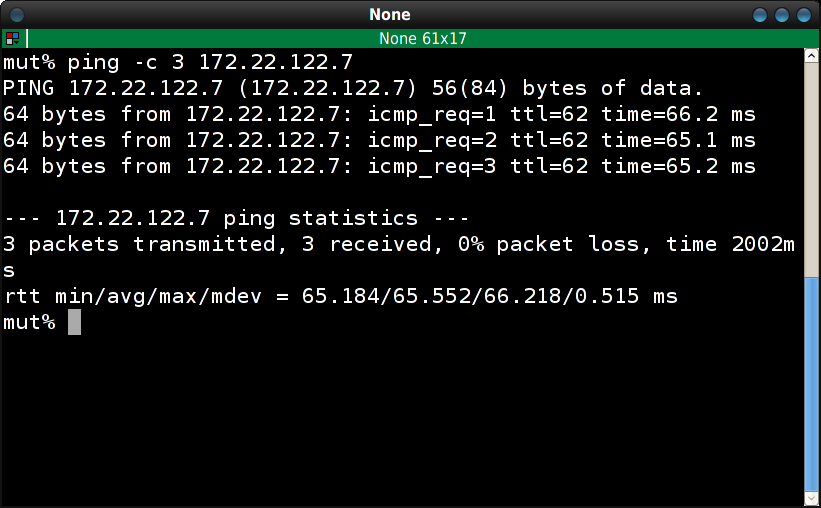 None
None 61x17
mut% ping -c 3 172.22.122.7
PING 172.22.122.7 (172.22.122.7) 56(84) bytes of data.
64 bytes from 172.22.122.7: icmp_req=1 ttl=62 time=66.2 ms
64 bytes from 172.22.122.7: icmp_req=2 ttl=62 time=65.1 ms
64 bytes from 172.22.122.7: icmp_req=3 ttl=62 time=65.2 ms
--- 172.22.122.7 ping statistics ---
3 packets transmitted, 3 received, 0% packet loss, time 2002m
s
rtt min/avg/max/mdev = 65.184/65.552/66.218/0.515 ms
mut%